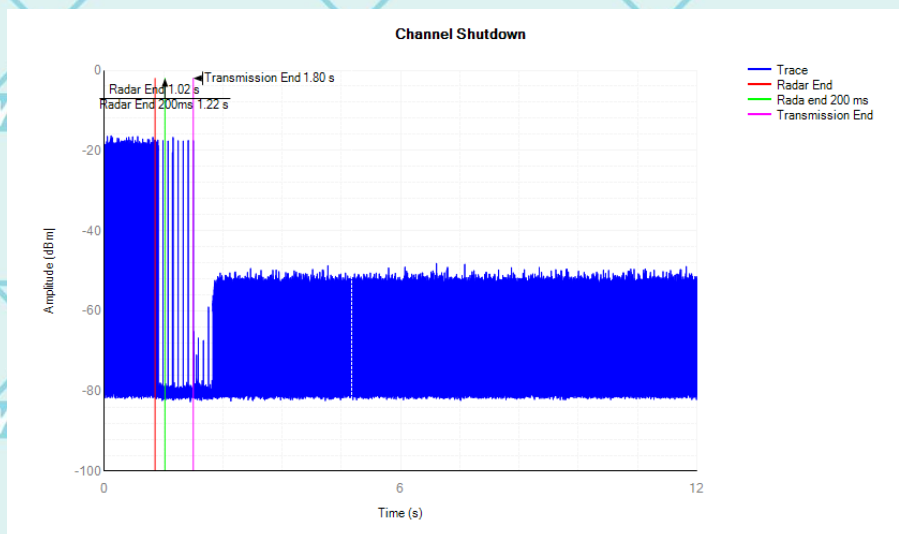 Channel Shutdown
Trace
Radar End
Rada end 200 ms
Transmission End
Transmission End 1.80 s
Radar End 1.02 s
Radar End 200ms 1.22 s
Amplitude [dBm]
0
-20
-40
-60
-80
-100
0
6
12
Time (s)